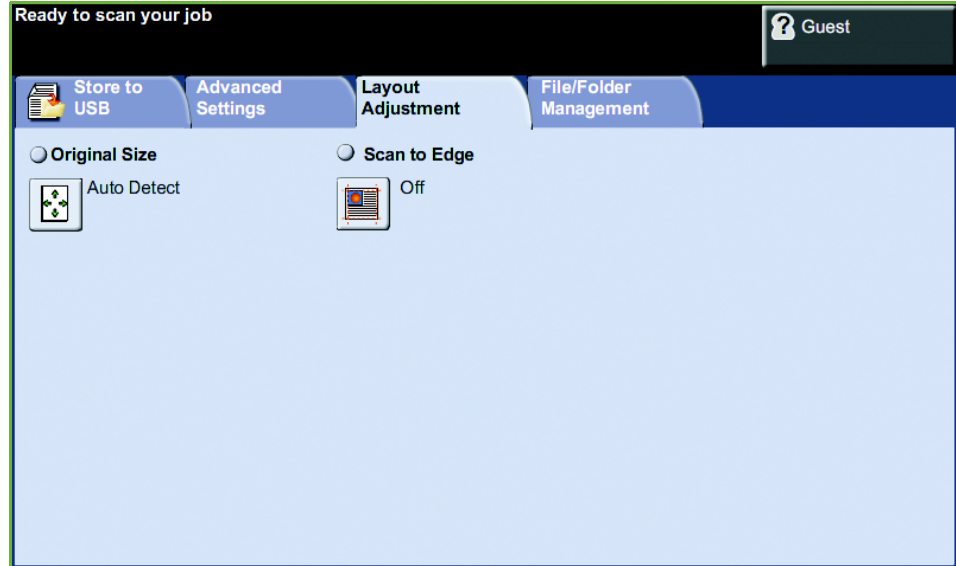 Ready to scan your job
Guest
Store to
USB
Advanced
Settings
Layout
Adjustment
File/Folder
Management
Original Size
Auto Detect
Scan to Edge
Off